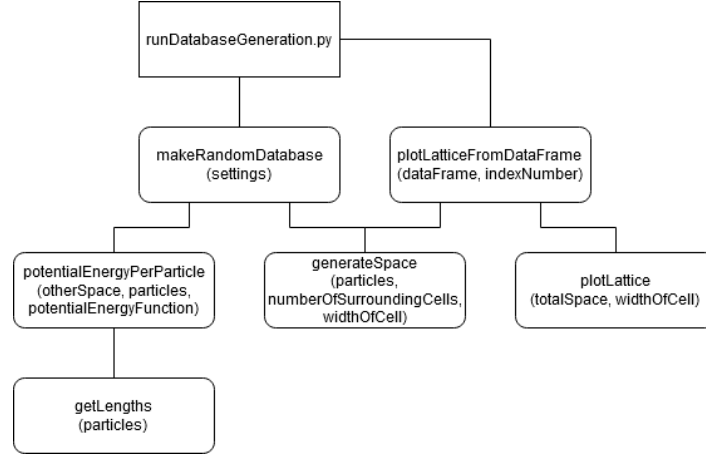 runDatabaseGeneration.py
makeRandomDatabase
(settings)
plotLatticeFromDataFrame
(dataFrame, indexNumber)
potentialEnergyPerParticle
(otherSpace, particles,
potentialEnergyFunction)
generateSpace
(particles,
numberOfSurroundingCells,
widthOfCell)
plotLattice
(totalSpace, widthOfCell)
getLengths
(particles)